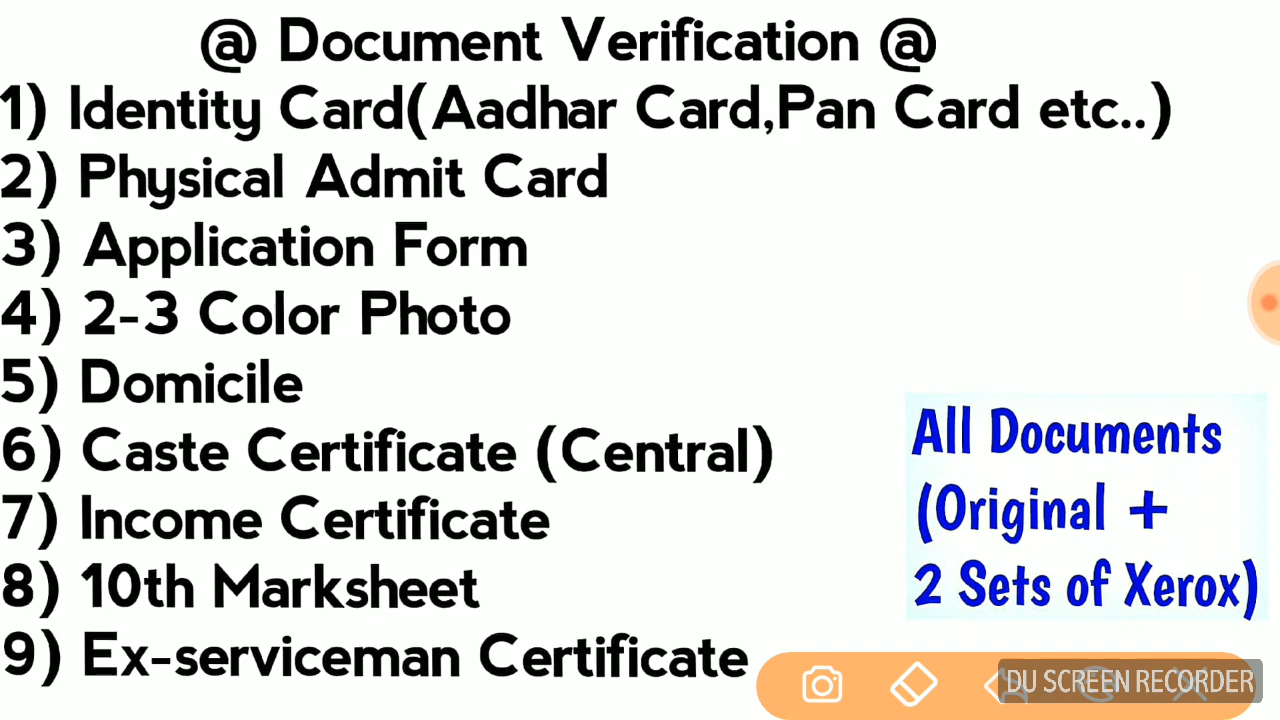 @ Document Verification @
1) Identity Card(Aadhar Card,Pan Card etc..)
2) Physical Admit Card
3) Application Form
4) 2-3 Color Photo
5) Domicile
6) Caste Certificate (Central)
7) Income Certificate
8) 10th Marksheet
9) Ex-serviceman Certificate
All Documents
(Original +
2 Sets of Xerox)
DU SCREEN RECORDER